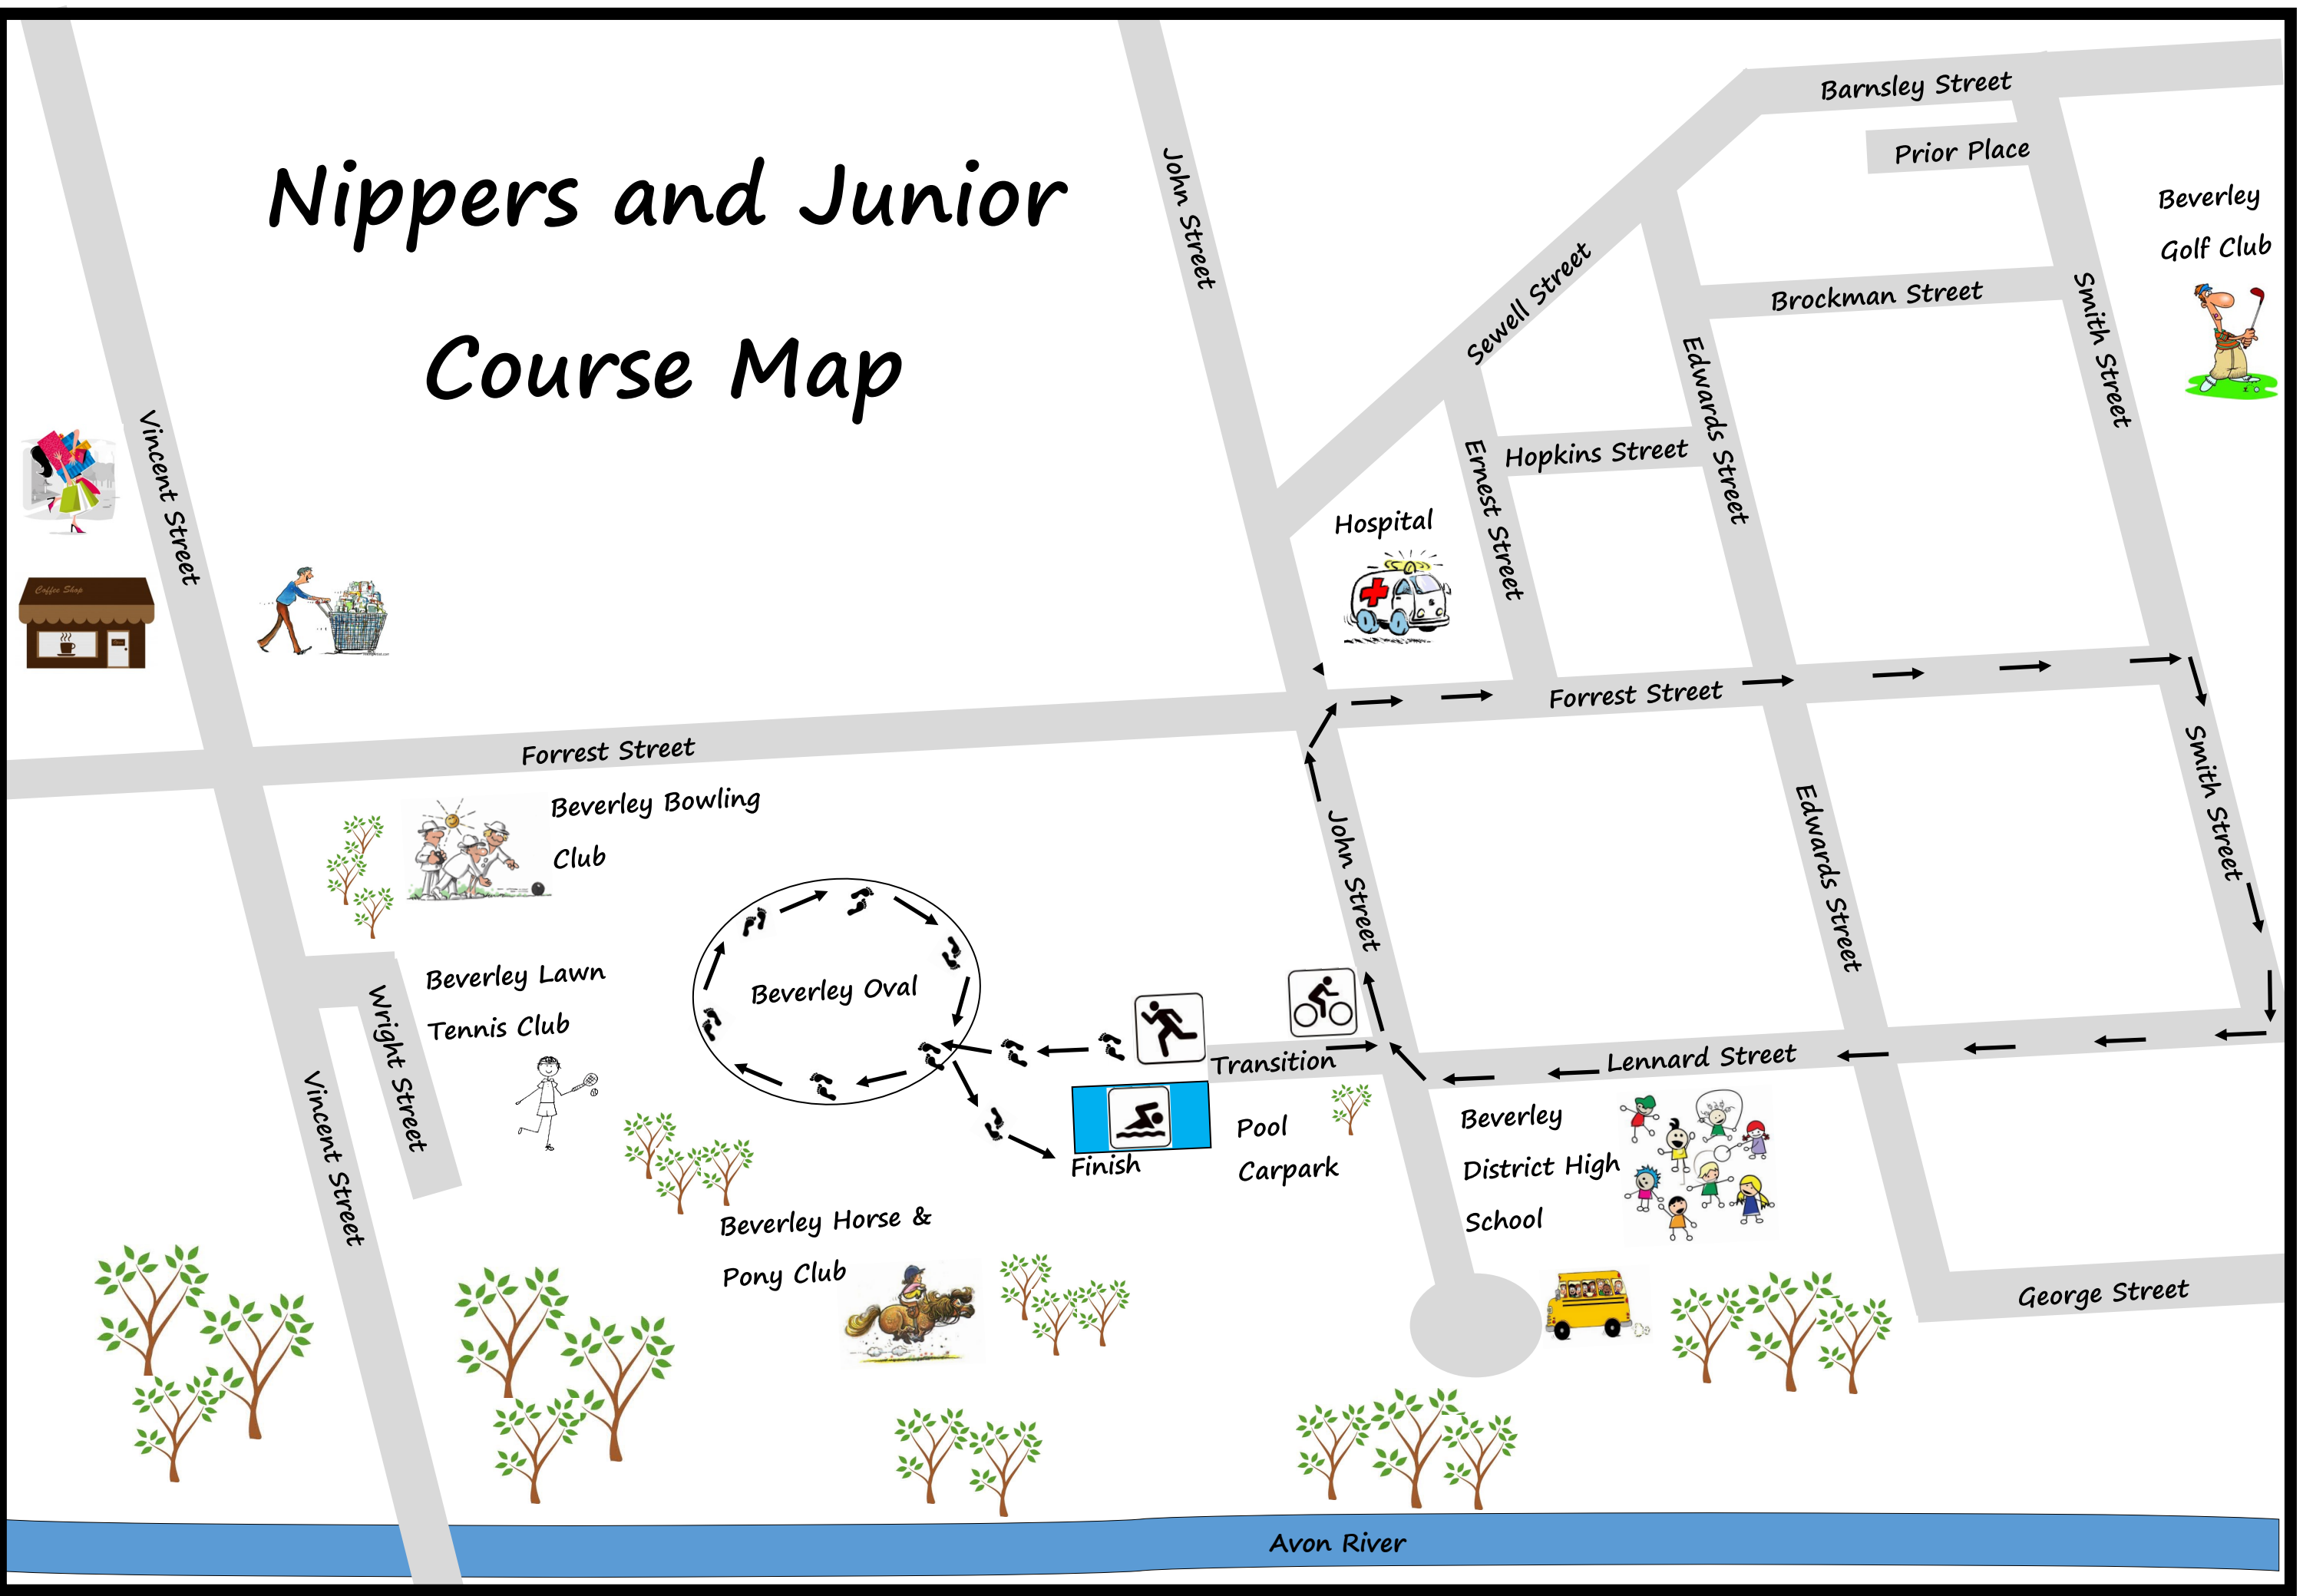 Nippers and Junior
Course Map
Barnsley Street
Prior Place
Beverley
Golf Club
John Street
Sewell Street
Brockman Street
Smith Street
Edwards Street
Hopkins Street
Ernest Street
Hospital
Vincent Street
Coffee Shop
Forrest Street
Forrest Street
Smith Street
Beverley Bowling
Club
John Street
Edwards Street
Beverley Lawn
Tennis Club
Wright Street
Beverley Oval
Transition
Lennard Street
Vincent Street
Finish
Pool
Carpark
Beverley
District High
School
Beverley Horse &
Pony Club
George Street
Avon River